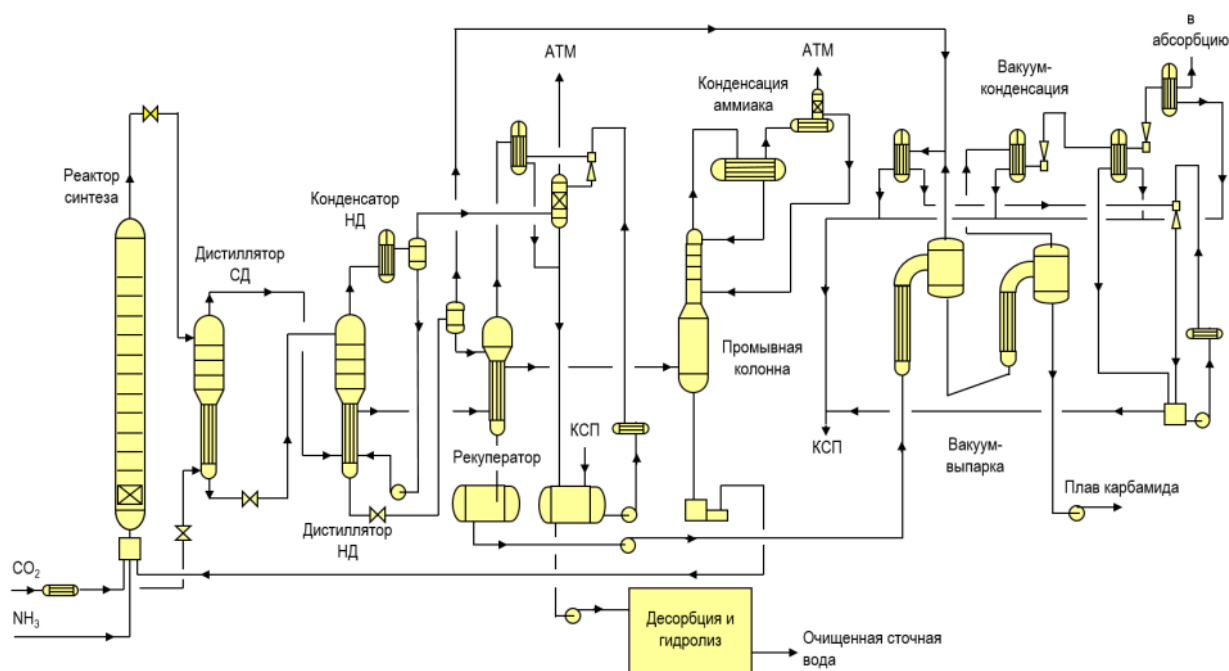 в
абсорбцию
АТМ
АТМ
Конденсация
аммиака
Вакуум-
конденсация
Реактор
синтеза
Конденсатор
НД
Дистиллятор
СД
Промывная
колонна
КСП
КСП
Рекуператор
Вакуум-
выпарка
Плав карбамида
Дистиллятор
НД
CO₂
NH₃
Десорбция и
гидролиз
Очищенная сточная
вода